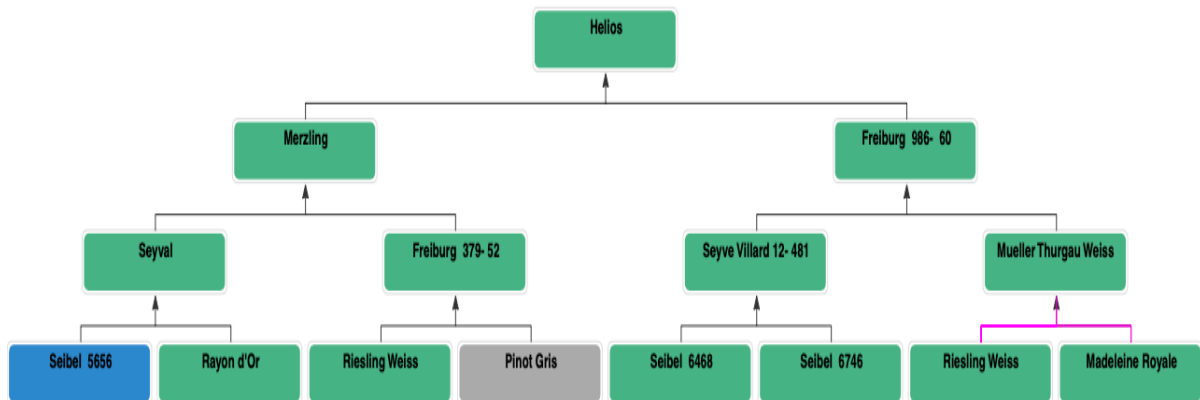 Helios
Merzling
Freiburg 986- 60
Seyval
Freiburg 379- 52
Seyve Villard 12- 481
Mueller Thurgau Weiss
Seibel 5656
Rayon d'Or
Riesling Weiss
Pinot Gris
Seibel 6468
Seibel 6746
Riesling Weiss
Madeleine Royale